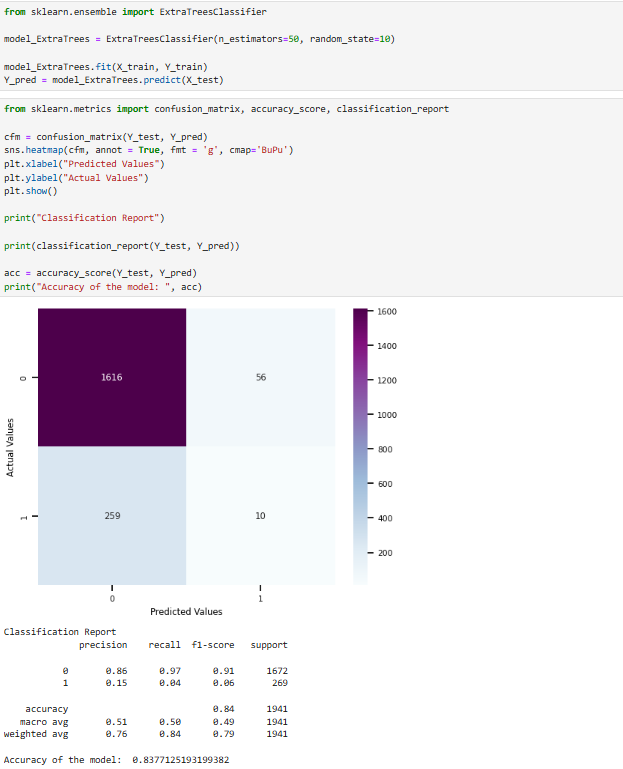 from sklearn.ensemble import ExtraTreesClassifier
model_ExtraTrees = ExtraTreesClassifier(n_estimators=50, random_state=10)
model_ExtraTrees.fit(X_train, Y_train)
Y_pred = model_ExtraTrees.predict(X_test)
from sklearn.metrics import confusion_matrix, accuracy_score, classification_report
cfm = confusion_matrix(Y_test, Y_pred)
sns.heatmap(cfm, annot = True, fmt = 'g', cmap='BuPu')
plt.xlabel("Predicted Values")
plt.ylabel("Actual Values")
plt.show()
print("Classification Report")
print(classification_report(Y_test, Y_pred))
acc = accuracy_score(Y_test, Y_pred)
print("Accuracy of the model: ", acc)
1600
1400
1200
1000
800
600
400
200
Actual Values
0
1616
56
1
259
10
0
1
Predicted Values
Classification Report
precision recall f1-score support
0 0.86 0.97 0.91 1672
1 0.15 0.04 0.06 269
accuracy 0.84 1941
macro avg 0.51 0.50 0.49 1941
weighted avg 0.76 0.84 0.79 1941
Accuracy of the model: 0.8377125193199382